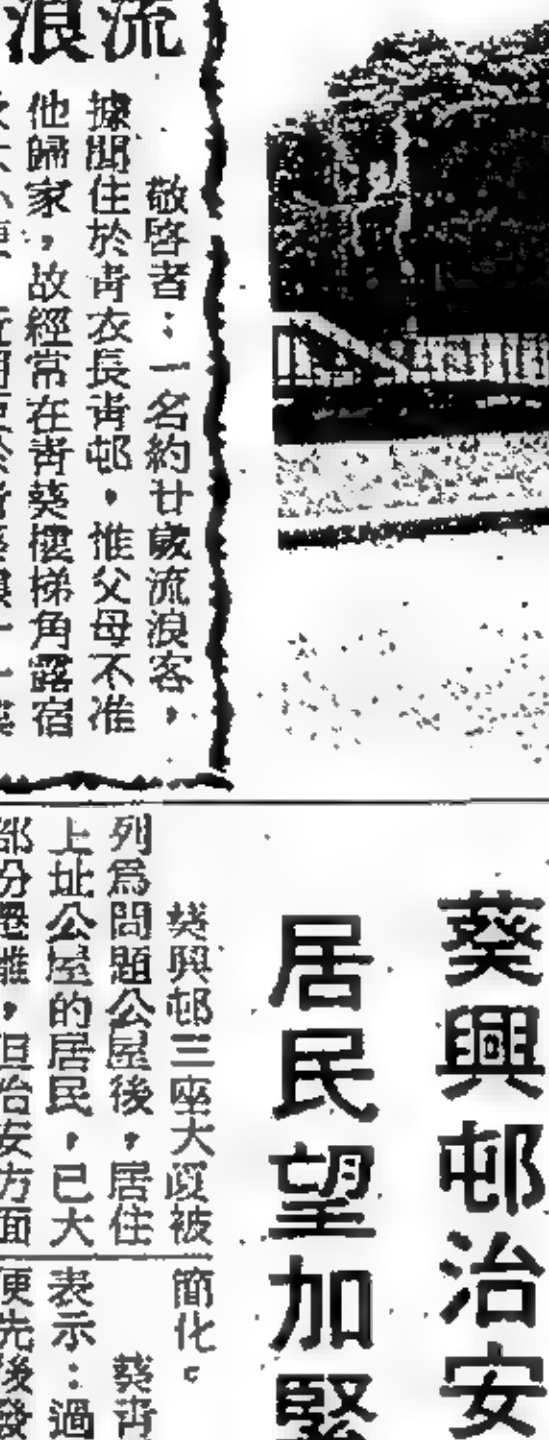 流浪
敬啓者：一名約廿歲流浪客，
據聞住於青衣長青邨，惟父母不准
他歸家，故經常在青葵樓梯角露宿
葵興邨治安
居民望加緊
葵興邨三座大廈被
列爲問題公屋後，居住
上址公屋的居民，已大
部分遷離，但治安方面
簡化。
葵青
表示：過
便先後發